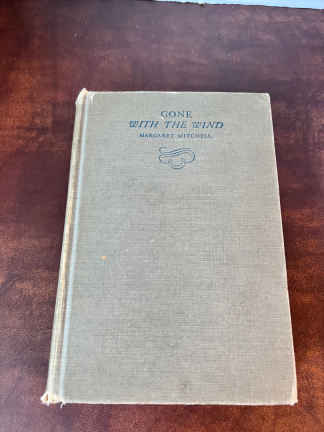 GONE
WITH THE WIND
MARGARET MITCHELL